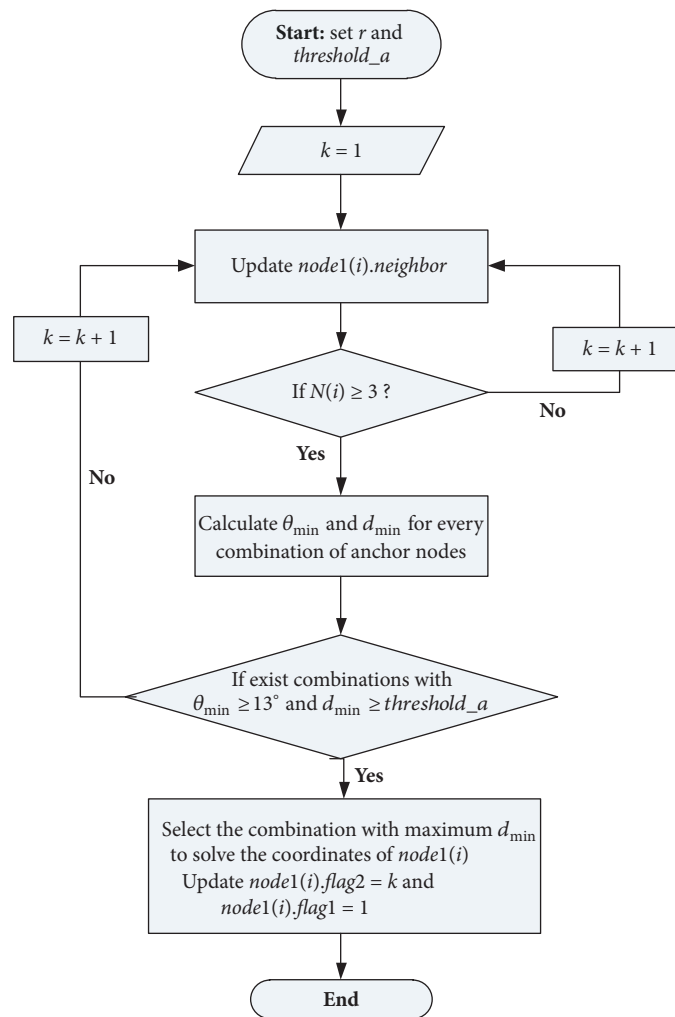 Start: set r and
threshold_a
k = 1
Update node1(i).neighbor
k = k + 1
k = k + 1
If N(i) ≥ 3 ?
No
Yes
No
Calculate θmin and dmin for every
combination of anchor nodes
If exist combinations with
θmin ≥13° and dmin ≥ threshold_a
Yes
Select the combination with maximum dmin
to solve the coordinates of node1(i)
Update node1(i).flag2 = k and
node1(i).flag1 = 1
End